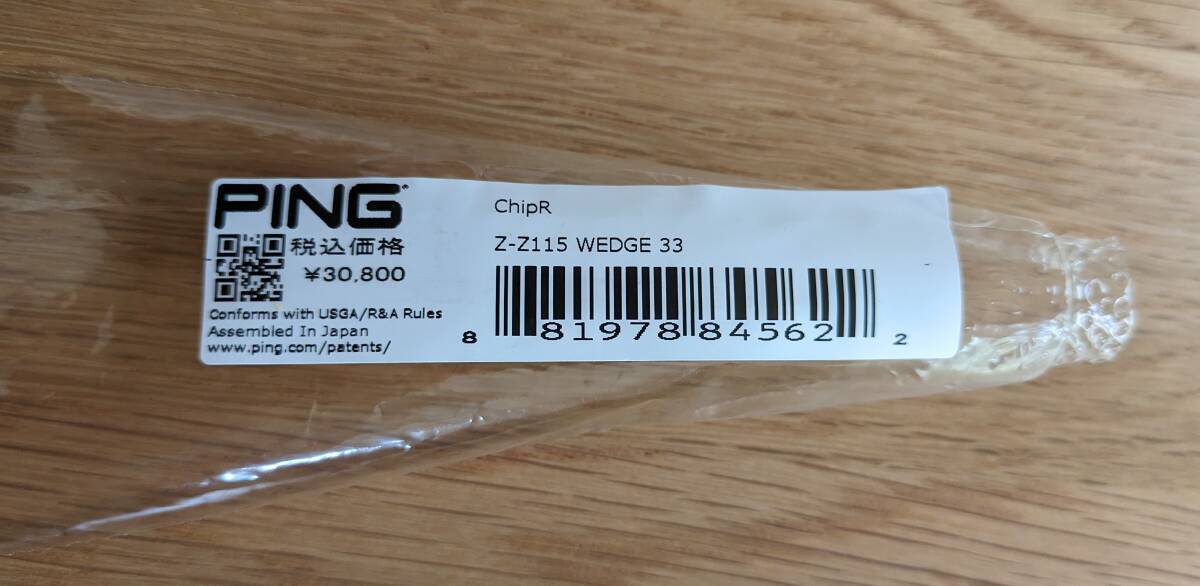 PING
税込価格
¥30,800
Conforms with USGA/R&A Rules
Assembled In Japan
www.ping.com/patents/
ChipR
Z-Z115 WEDGE 33
8 81978 84562 2